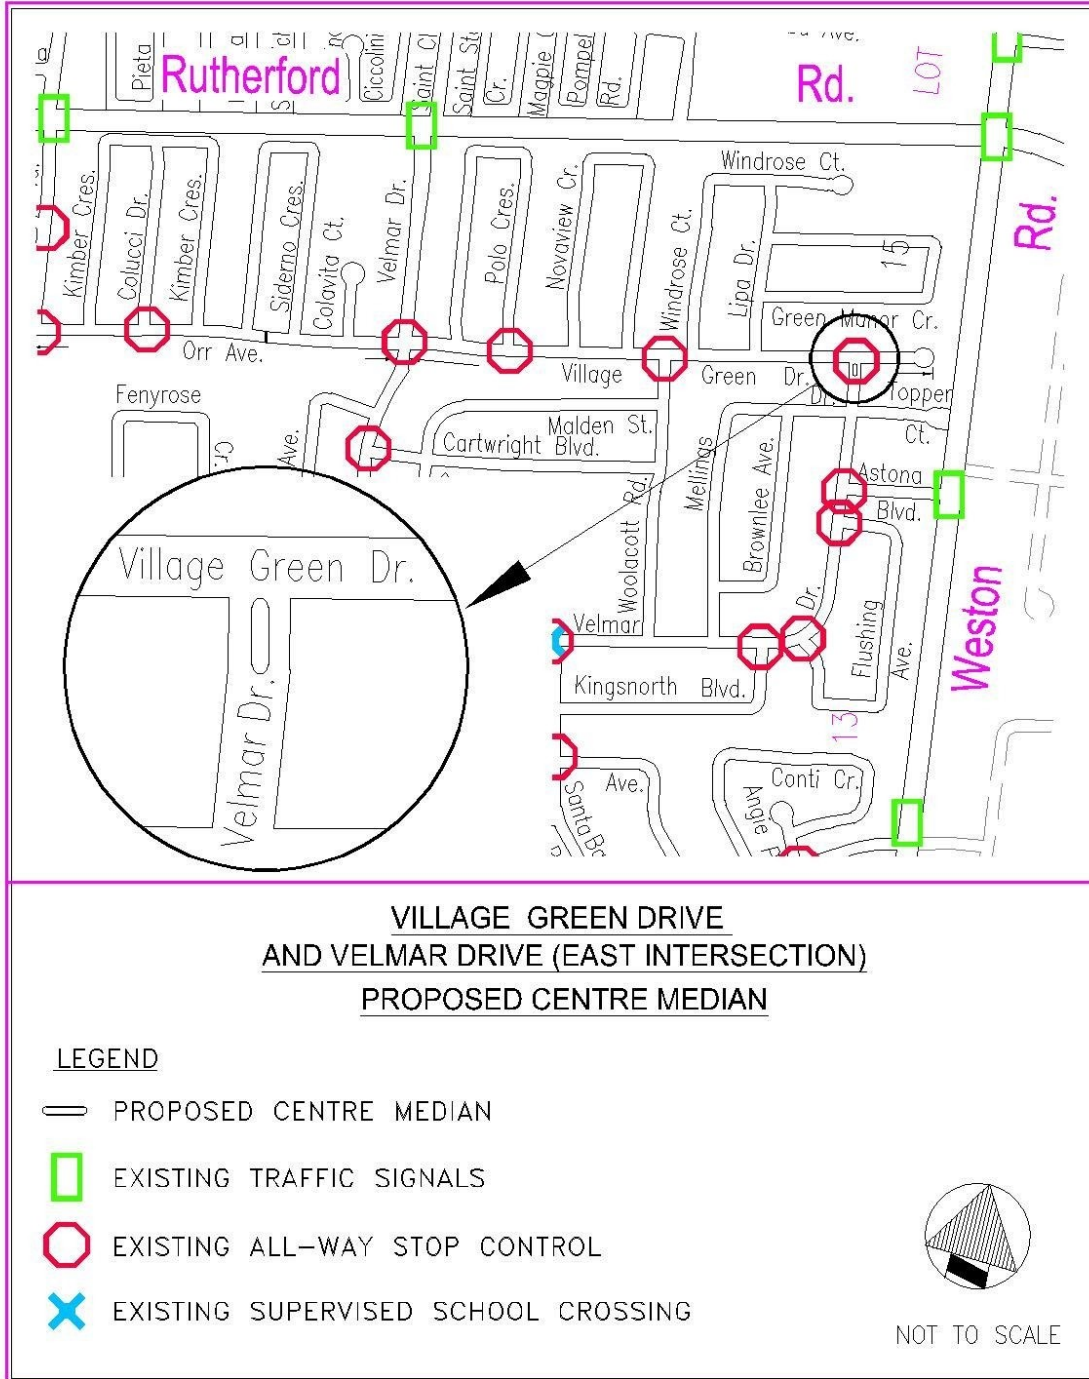 Pieta
Rutherford
Ciccolini
Saint
Saint
Cr.
Magpie
Pompei
Rd.
Rd.
LOT
Ave.
Windrose Ct.
Rd.
Kimber Cres.
Colucci Dr.
Kimber Cres.
Siderno Cres.
Colavita Ct.
Velmar Dr.
Polo Cres.
Novaview Cr.
Windrose Ct.
Lipa Dr.
15
Green Manor Cr.
Orr Ave.
Village Green Dr.
Dr.
Topper
Ct.
Fenyrose
Cr.
Ave.
Malden St.
Cartwright Blvd.
Woolacott Rd.
Mellings
Brownlee Ave.
Astona
Blvd.
Village Green Dr.
Velmar Dr.
Velmar
Dr.
Flushing
Ave.
Weston
Kingsnorth Blvd.
13
Ave.
Santa
Conti Cr.
Angie
VILLAGE GREEN DRIVE
AND VELMAR DRIVE (EAST INTERSECTION)
PROPOSED CENTRE MEDIAN
LEGEND
PROPOSED CENTRE MEDIAN
EXISTING TRAFFIC SIGNALS
EXISTING ALL-WAY STOP CONTROL
EXISTING SUPERVISED SCHOOL CROSSING
NOT TO SCALE